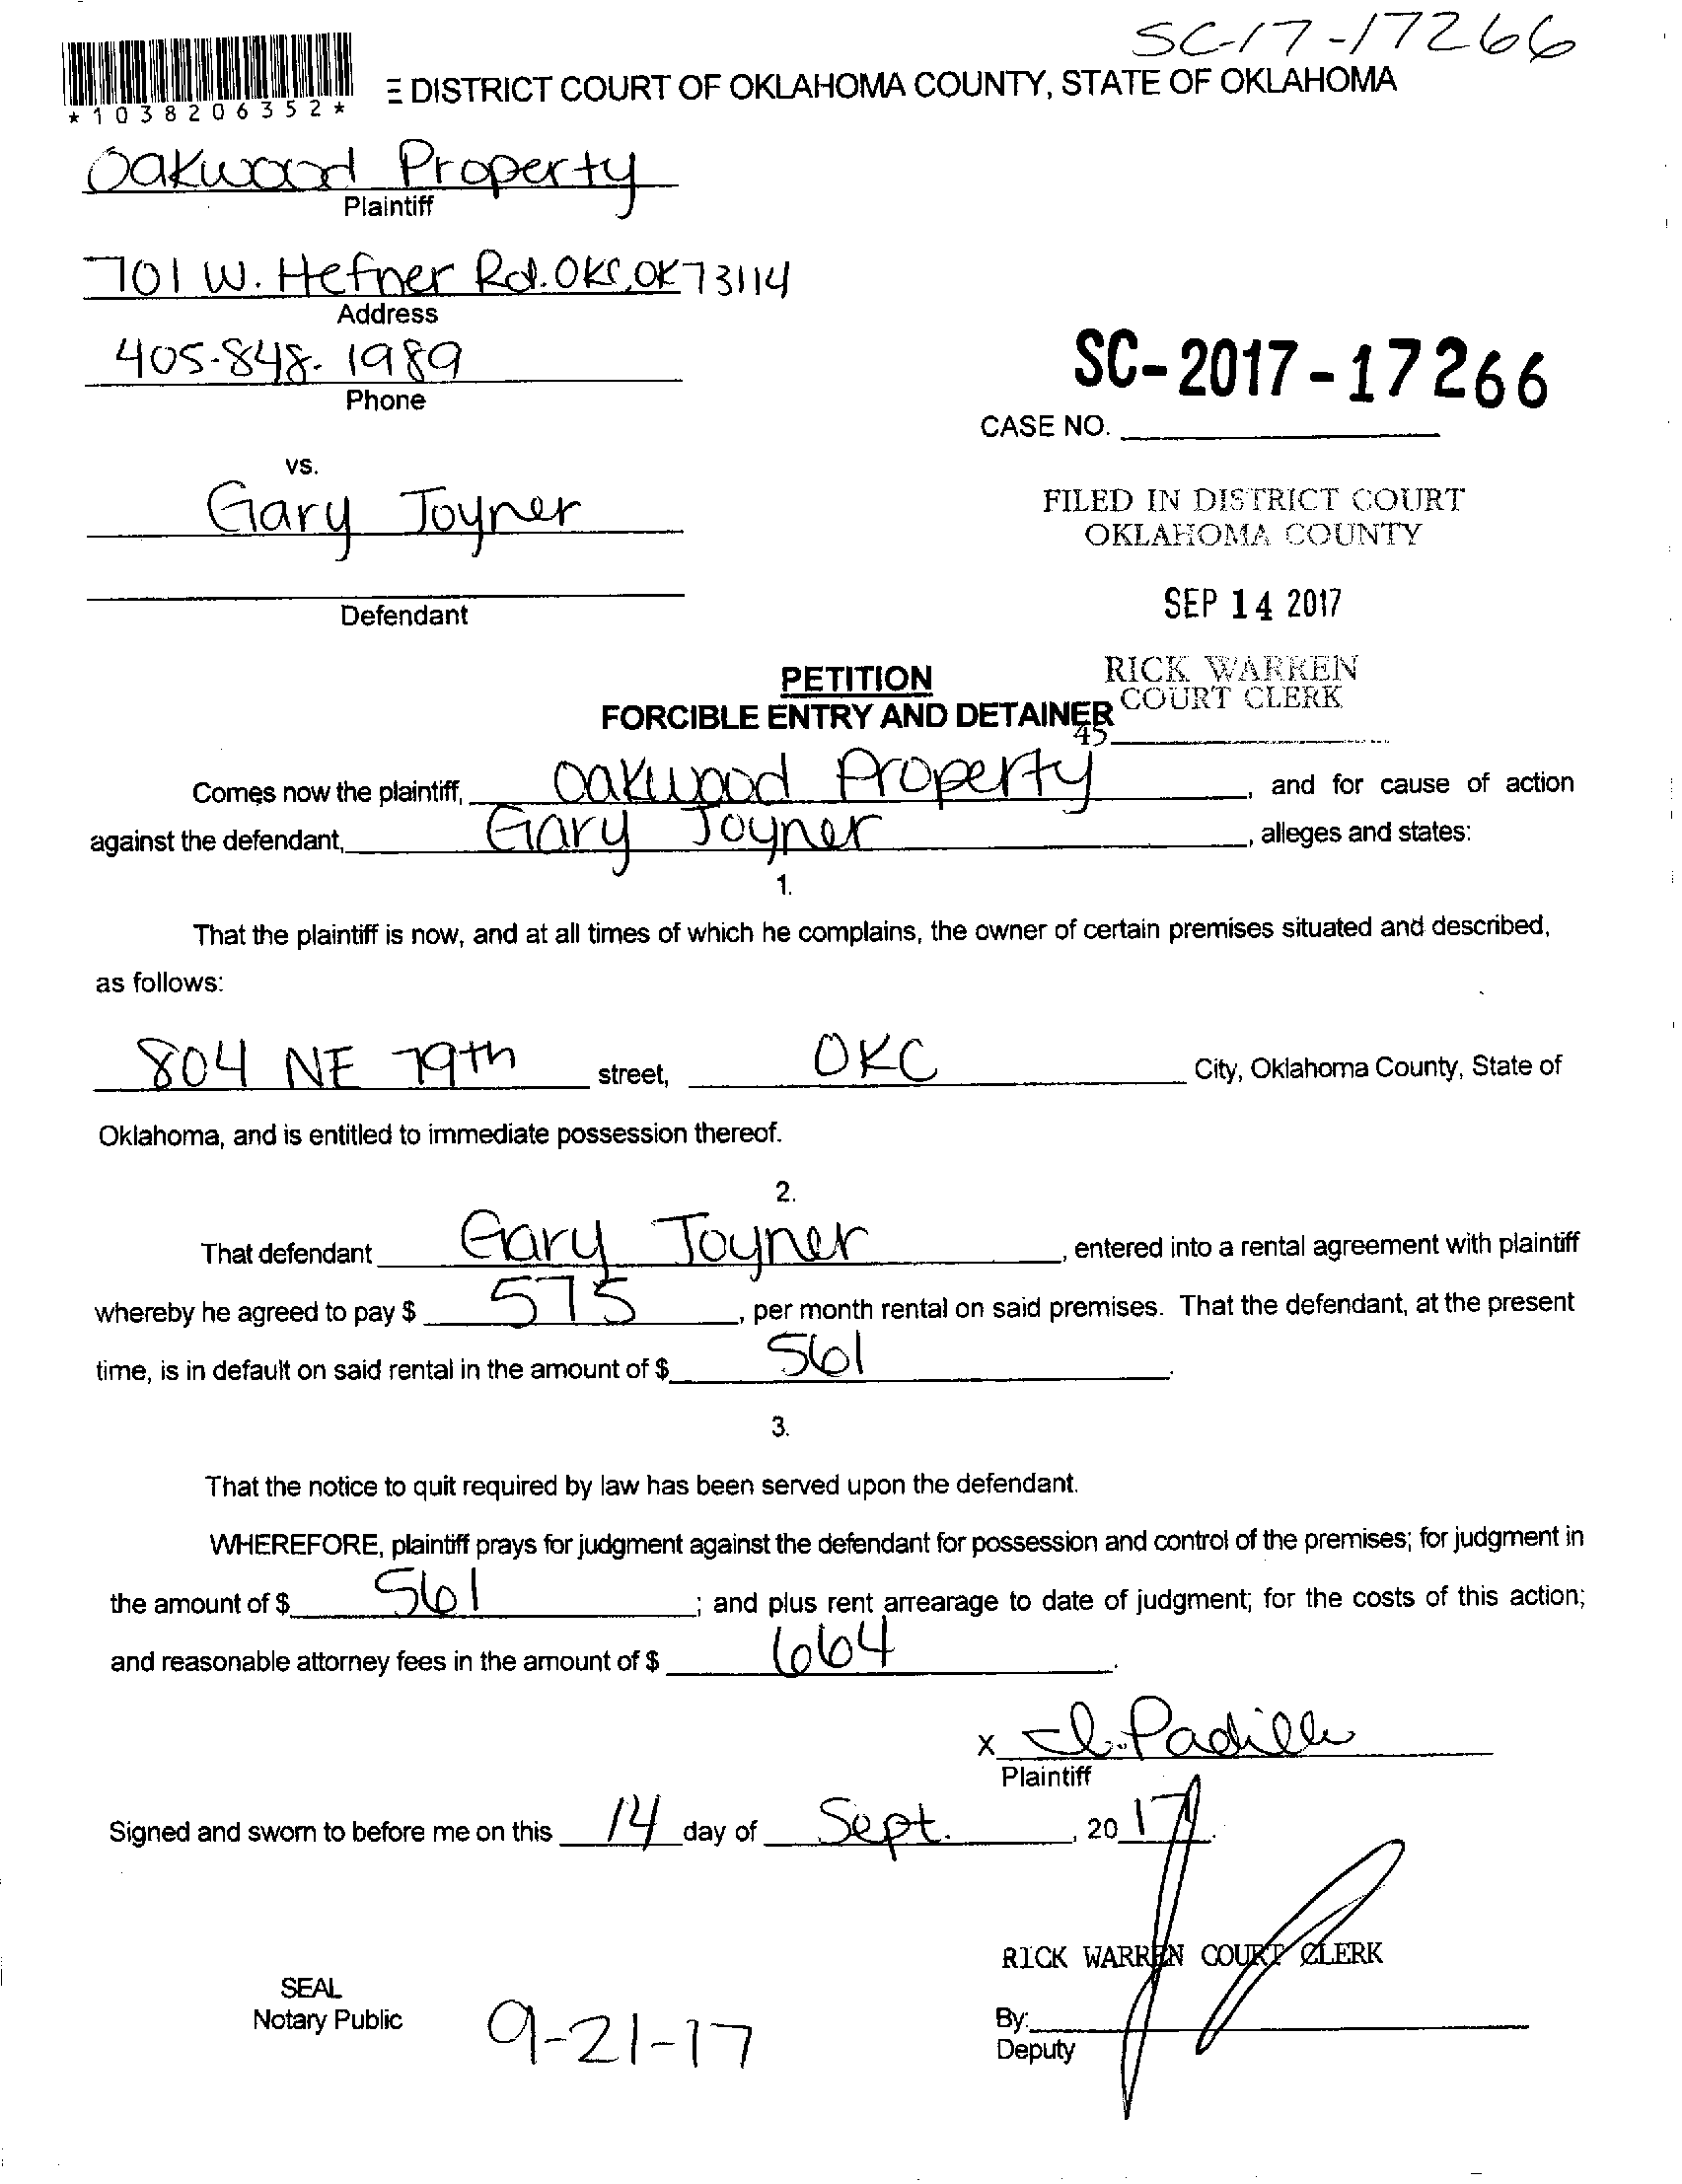 SC-17-17266
DISTRICT COURT OF OKLAHOMA COUNTY, STATE OF OKLAHOMA
*1038206352*
Oakwood Property
Plaintiff
701 W. Hefner Rd. OKC, OK 73114
Address
405-848-1989
Phone
SC-2017-17266
CASE NO.
vs.
Gary Joyner
FILED IN DISTRICT COURT
OKLAHOMA COUNTY
Defendant
SEP 14 2017
PETITION
RICK WARREN
COURT CLERK
FORCIBLE ENTRY AND DETAINER
45
Comes now the plaintiff, Oakwood Property, and for cause of action
against the defendant, Gary Joyner, alleges and states:
1.
That the plaintiff is now, and at all times of which he complains, the owner of certain premises situated and described,
as follows:
804 NE 79th street, OKC City, Oklahoma County, State of
Oklahoma, and is entitled to immediate possession thereof.
2.
That defendant Gary Joyner, entered into a rental agreement with plaintiff
whereby he agreed to pay $ 575, per month rental on said premises. That the defendant, at the present
time, is in default on said rental in the amount of $ 561.
3.
That the notice to quit required by law has been served upon the defendant.
WHEREFORE, plaintiff prays for judgment against the defendant for possession and control of the premises; for judgment in
the amount of $ 561; and plus rent arrearage to date of judgment; for the costs of this action;
and reasonable attorney fees in the amount of $ 664.
x Padilla
Plaintiff
Signed and sworn to before me on this 14 day of Sept., 2017.
RICK WARREN COURT CLERK
SEAL
Notary Public
9-21-17
By:
Deputy